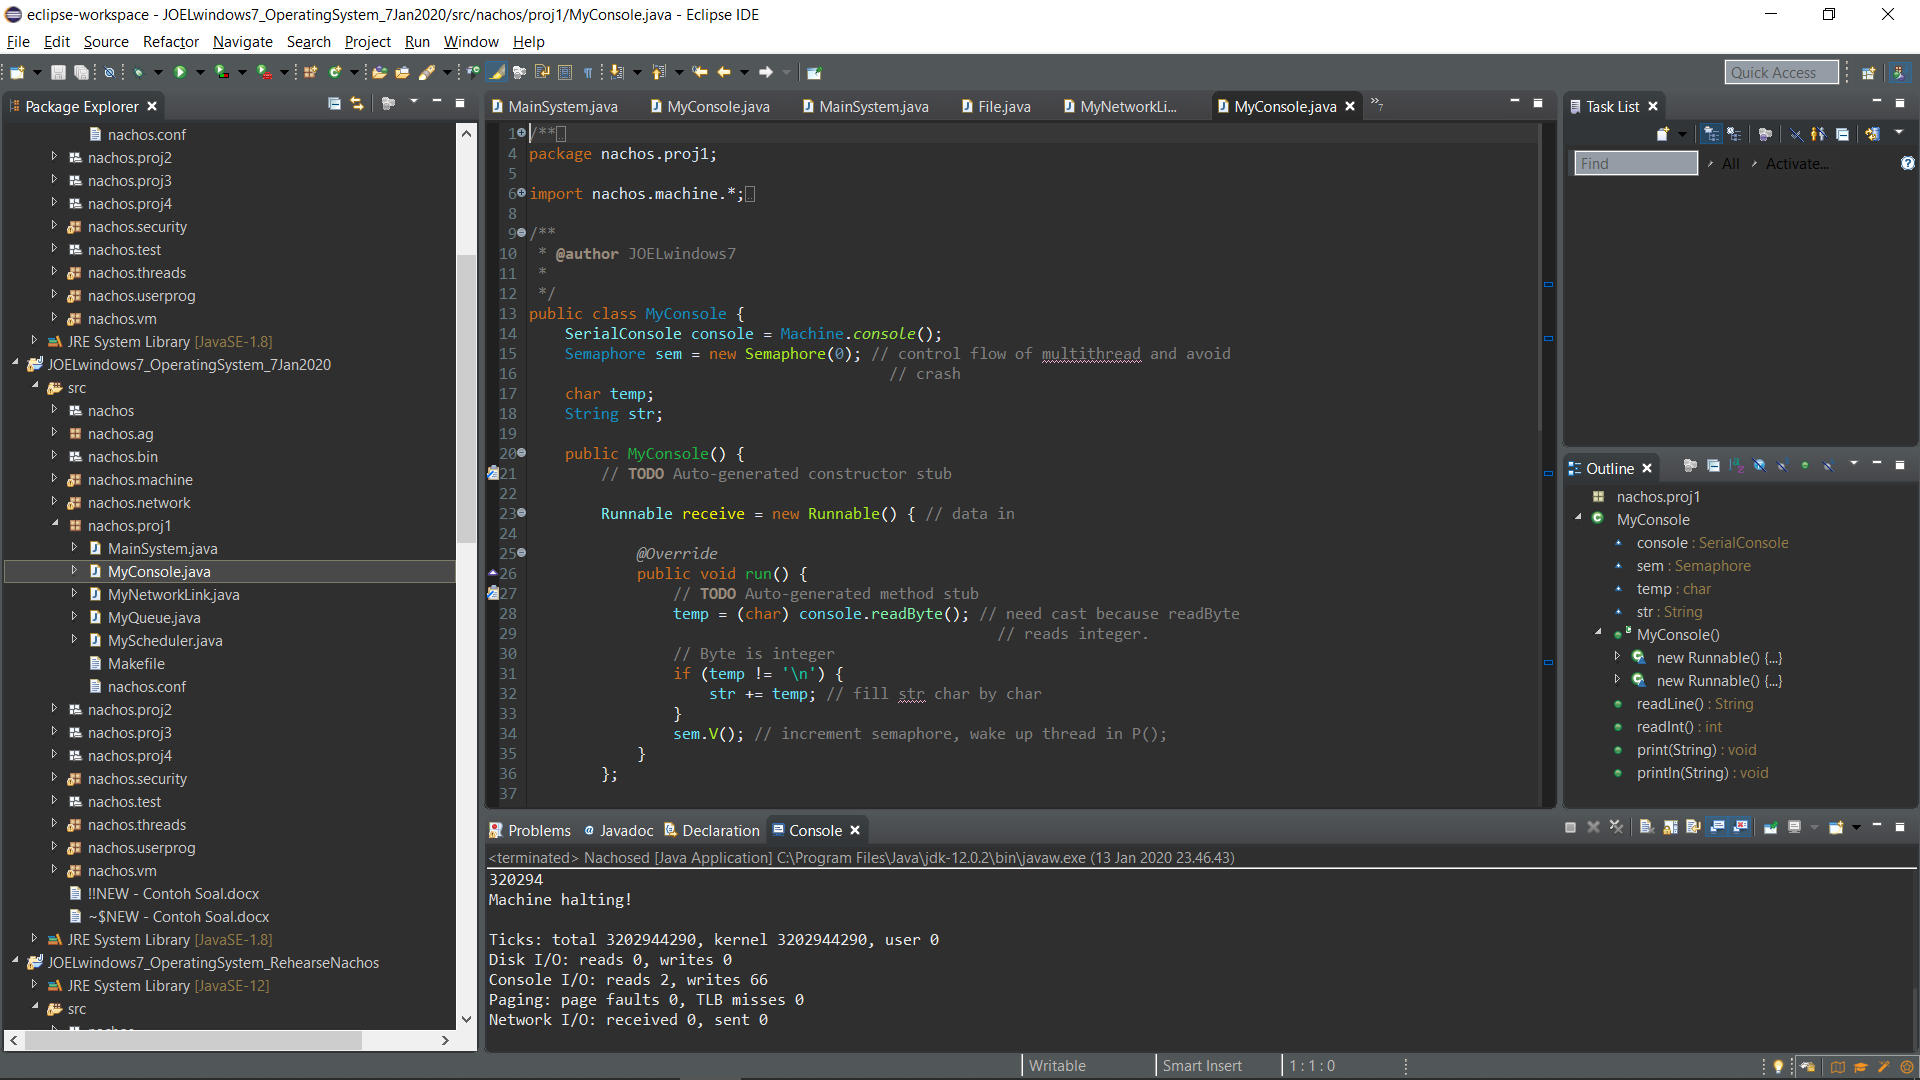 eclipse-workspace - JOELwindows7_OperatingSystem_7Jan2020/src/nachos/proj1/MyConsole.java - Eclipse IDE
File Edit Source Refactor Navigate Search Project Run Window Help
Quick Access
Package Explorer
nachos.conf
nachos.proj2
nachos.proj3
nachos.proj4
nachos.security
nachos.test
nachos.threads
nachos.userprog
nachos.vm
JRE System Library [JavaSE-1.8]
JOELwindows7_OperatingSystem_7Jan2020
src
nachos
nachos.ag
nachos.bin
nachos.machine
nachos.network
nachos.proj1
MainSystem.java
MyConsole.java
MyNetworkLink.java
MyQueue.java
MyScheduler.java
Makefile
nachos.conf
nachos.proj2
nachos.proj3
nachos.proj4
nachos.security
nachos.test
nachos.threads
nachos.userprog
nachos.vm
!!NEW - Contoh Soal.docx
~$NEW - Contoh Soal.docx
JRE System Library [JavaSE-1.8]
JOELwindows7_OperatingSystem_RehearseNachos
JRE System Library [JavaSE-12]
src
MainSystem.java MyConsole.java MainSystem.java File.java MyNetworkLi... MyConsole.java »7
1 /**
4 package nachos.proj1;
5
6 import nachos.machine.*;
8
9 /**
10 * @author JOELwindows7
11 *
12 */
13 public class MyConsole {
14 SerialConsole console = Machine.console();
15 Semaphore sem = new Semaphore(0); // control flow of multithread and avoid
16 // crash
17 char temp;
18 String str;
19
20 public MyConsole() {
21 // TODO Auto-generated constructor stub
22
23 Runnable receive = new Runnable() { // data in
24
25 @Override
26 public void run() {
27 // TODO Auto-generated method stub
28 temp = (char) console.readByte(); // need cast because readByte
29 // reads integer.
30 // Byte is integer
31 if (temp != '\n') {
32 str += temp; // fill str char by char
33 }
34 sem.V(); // increment semaphore, wake up thread in P();
35 }
36 };
37
Task List
Find All Activate...
Outline
nachos.proj1
MyConsole
console : SerialConsole
sem : Semaphore
temp : char
str : String
MyConsole()
new Runnable() {...}
new Runnable() {...}
readLine() : String
readInt() : int
print(String) : void
println(String) : void
Problems Javadoc Declaration Console
<terminated> Nachosed [Java Application] C:\Program Files\Java\jdk-12.0.2\bin\javaw.exe (13 Jan 2020 23.46.43)
320294
Machine halting!
Ticks: total 3202944290, kernel 3202944290, user 0
Disk I/O: reads 0, writes 0
Console I/O: reads 2, writes 66
Paging: page faults 0, TLB misses 0
Network I/O: received 0, sent 0
Writable Smart Insert 1 : 1 : 0